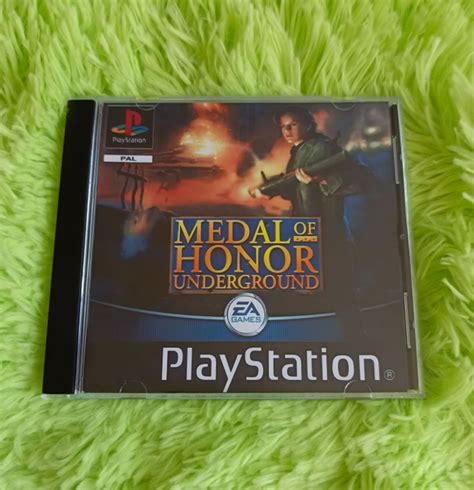 PlayStation
PAL
MEDAL OF
HONOR
UNDERGROUND
EA
GAMES
PlayStation®